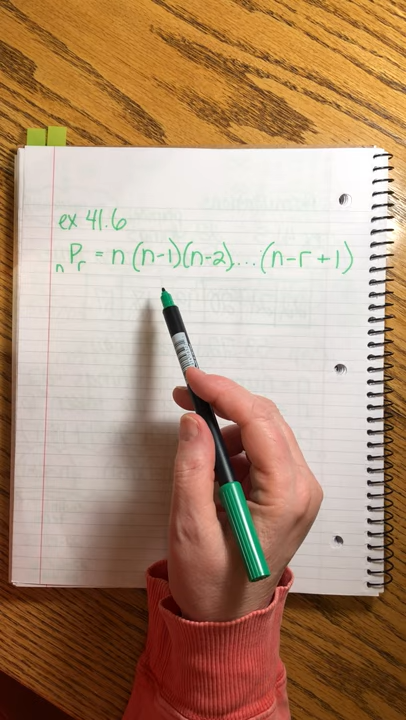 ex 41.6
ₙPᵣ = n (n-1)(n-2)...(n-r+1)